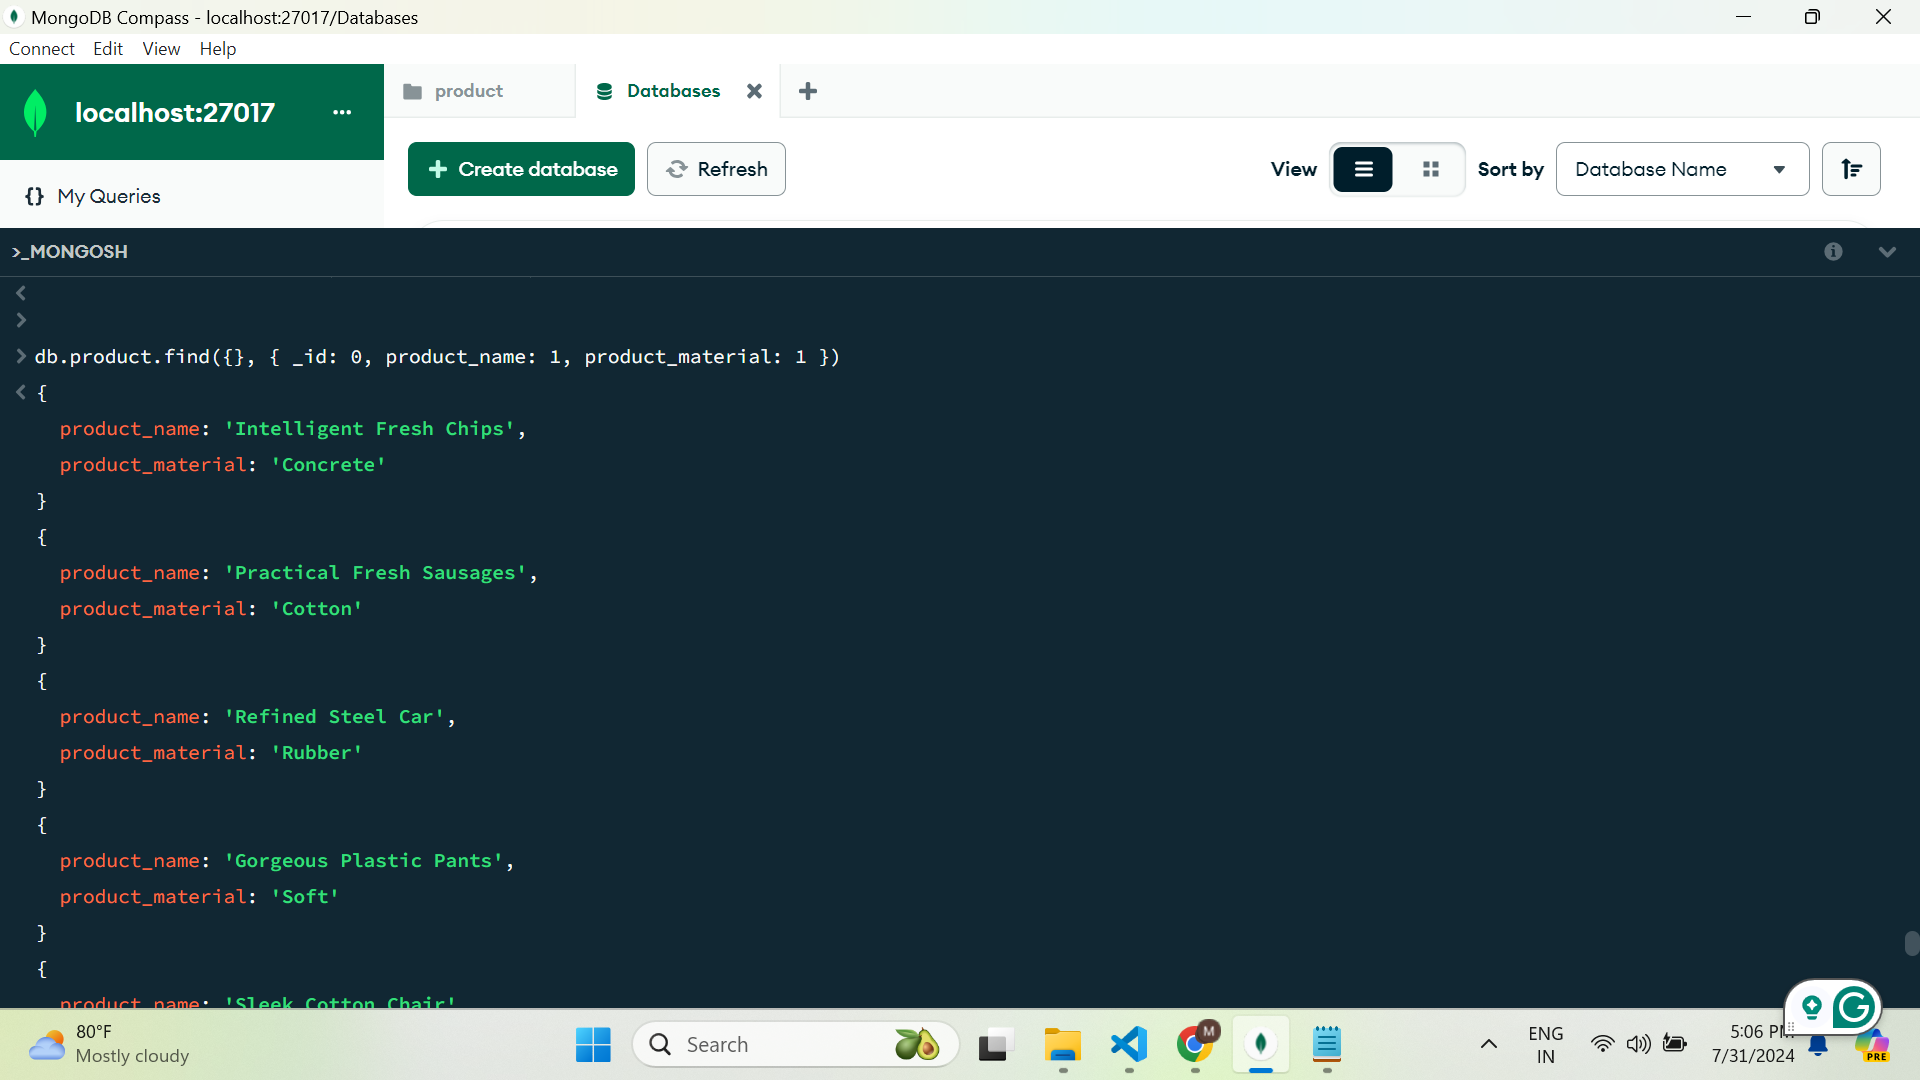 MongoDB Compass - localhost:27017/Databases
Connect Edit View Help
localhost:27017 ...
product Databases
Create database Refresh View Sort by Database Name
{} My Queries
>_MONGOSH
<
>
> db.product.find({}, { _id: 0, product_name: 1, product_material: 1 })
< {
product_name: 'Intelligent Fresh Chips',
product_material: 'Concrete'
}
{
product_name: 'Practical Fresh Sausages',
product_material: 'Cotton'
}
{
product_name: 'Refined Steel Car',
product_material: 'Rubber'
}
{
product_name: 'Gorgeous Plastic Pants',
product_material: 'Soft'
}
{
product_name: 'Sleek Cotton Chair'
80°F
Mostly cloudy
Search
M
ENG
IN
5:06 PM
7/31/2024
PRE